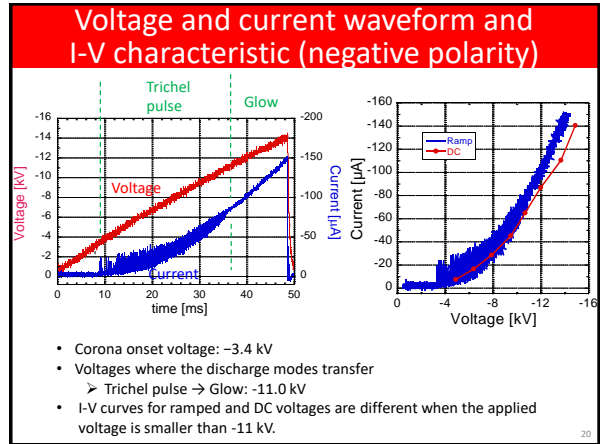 Voltage and current waveform and
I-V characteristic (negative polarity)
Trichel
pulse
Glow
-16
-14
-12
-10
-8
-6
-4
-2
0
Voltage [kV]
-200
-150
-100
-50
0
Current [µA]
Voltage
Current
0 10 20 30 40 50
time [ms]
-160
-140
-120
-100
-80
-60
-40
-20
0
Current [µA]
Ramp
DC
0 -4 -8 -12 -16
Voltage [kV]
• Corona onset voltage: −3.4 kV
• Voltages where the discharge modes transfer
➢ Trichel pulse → Glow: -11.0 kV
• I-V curves for ramped and DC voltages are different when the applied
voltage is smaller than -11 kV.
20